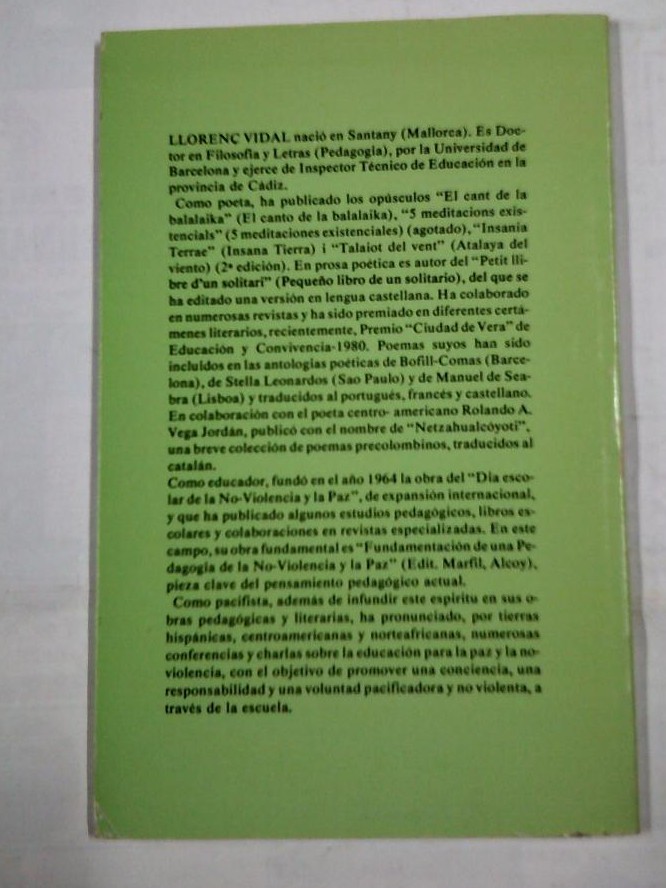 LLORENÇ VIDAL nació en Santany (Mallorca). Es Doc-
tor en Filosofía y Letras (Pedagogía), por la Universidad de
Barcelona y ejerce de Inspector Técnico de Educación en la
provincia de Cádiz.
Como poeta, ha publicado los opúsculos "El cant de la
balalaika" (El canto de la balalaika), "5 meditacions exis-
tencials" (5 meditaciones existenciales) (agotado), "Insania
Terrae" (Insana Tierra) i "Talaiot del vent" (Atalaya del
viento) (2ª edición). En prosa poética es autor del "Petit lli-
bre d'un solitari" (Pequeño libro de un solitario), del que se
ha editado una versión en lengua castellana. Ha colaborado
en numerosas revistas y ha sido premiado en diferentes certá-
menes literarios, recientemente, Premio "Ciudad de Vera" de
Educación y Convivencia-1980. Poemas suyos han sido
incluidos en las antologías poéticas de Bofill-Comas (Barce-
lona), de Stella Leonardos (Sao Paulo) y de Manuel de Sea-
bra (Lisboa) y traducidos al portugués, francés y castellano.
En colaboración con el poeta centro- americano Rolando A.
Vega Jordán, publicó con el nombre de "Netzahualcóyotl",
una breve colección de poemas precolombinos, traducidos al
catalán.
Como educador, fundó en el año 1964 la obra del "Día esco-
lar de la No-Violencia y la Paz", de expansión internacional,
y que ha publicado algunos estudios pedagógicos, libros es-
colares y colaboraciones en revistas especializadas. En este
campo, su obra fundamental es "Fundamentación de una Pe-
dagogía de la No-Violencia y la Paz" (Edit. Marfil, Alcoy),
pieza clave del pensamiento pedagógico actual.
Como pacifista, además de infundir este espíritu en sus o-
bras pedagógicas y literarias, ha pronunciado, por tierras
hispánicas, centroamericanas y norteafricanas, numerosas
conferencias y charlas sobre la educación para la paz y la no-
violencia, con el objetivo de promover una conciencia, una
responsabilidad y una voluntad pacificadora y no violenta, a
través de la escuela.